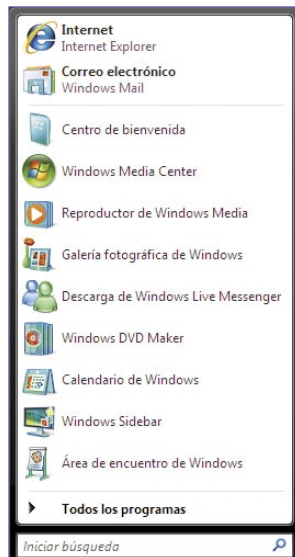 Internet
Internet Explorer
Correo electrónico
Windows Mail
Centro de bienvenida
Windows Media Center
Reproductor de Windows Media
Galería fotográfica de Windows
Descarga de Windows Live Messenger
Windows DVD Maker
Calendario de Windows
Windows Sidebar
Área de encuentro de Windows
Todos los programas
Iniciar búsqueda